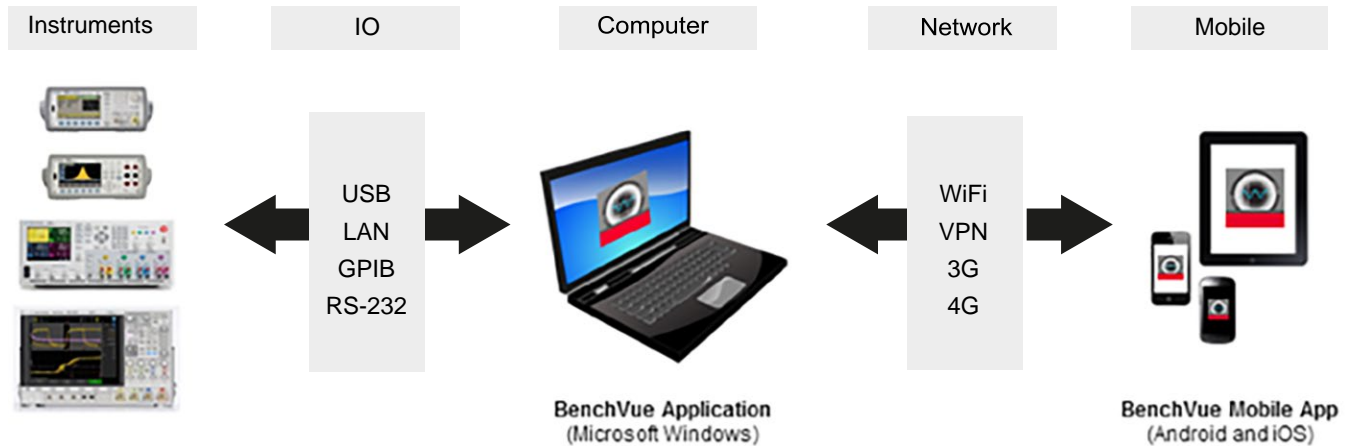 Instruments
IO
Computer
Network
Mobile
USB
LAN
GPIB
RS-232
WiFi
VPN
3G
4G
BenchVue Application
(Microsoft Windows)
BenchVue Mobile App
(Android and iOS)